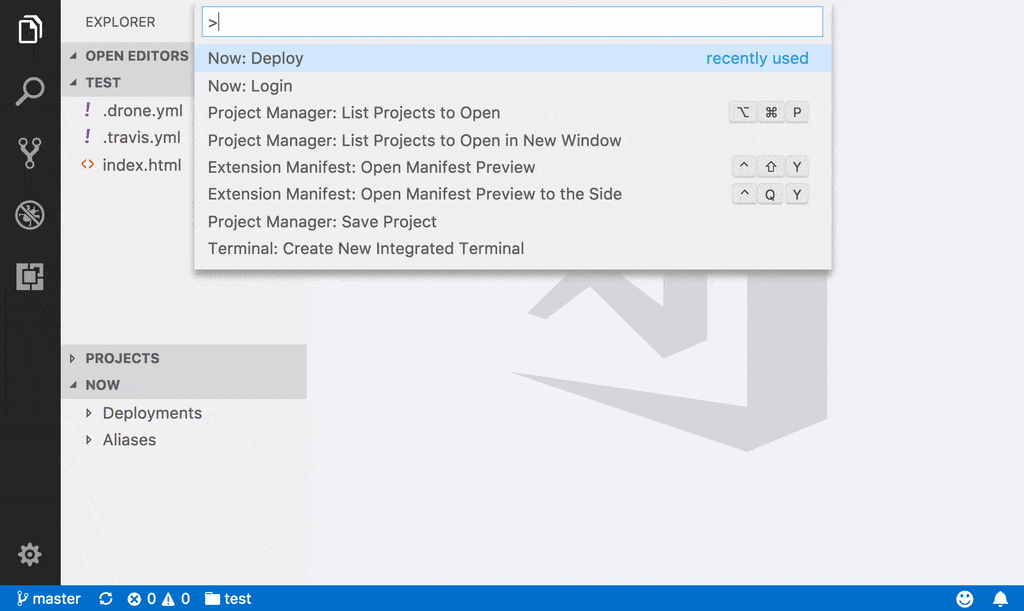 EXPLORER
OPEN EDITORS
TEST
! .drone.yml
! .travis.yml
<> index.html
PROJECTS
NOW
Deployments
Aliases
>
Now: Deploy recently used
Now: Login
Project Manager: List Projects to Open ⌥ ⌘ P
Project Manager: List Projects to Open in New Window
Extension Manifest: Open Manifest Preview ^ ⇧ Y
Extension Manifest: Open Manifest Preview to the Side ^ Q Y
Project Manager: Save Project
Terminal: Create New Integrated Terminal
master 0 0 test